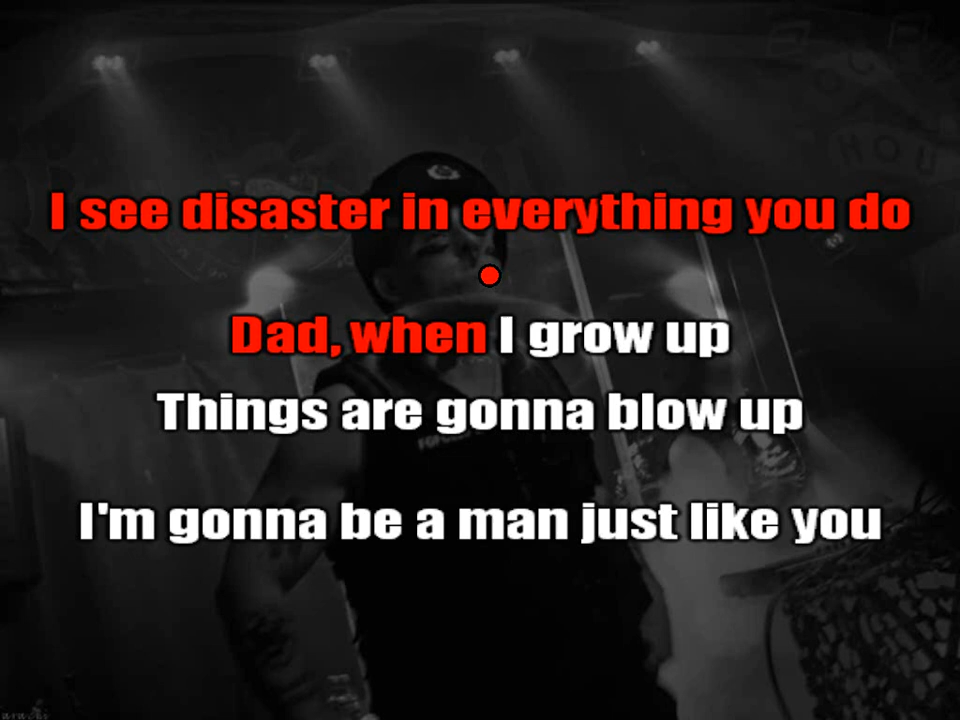 I see disaster in everything you do
Dad, when I grow up
Things are gonna blow up
I'm gonna be a man just like you